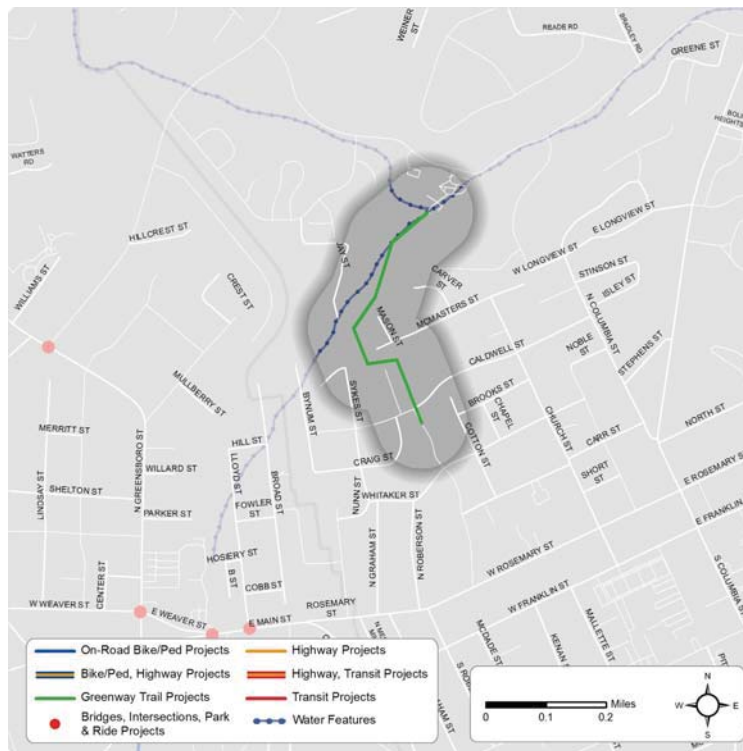 WEINER
ST
READE RD
BRADLEY RD
GREENE ST
WATTERS
RD
HILLCREST ST
WILLIAMS ST
CREST ST
JAY ST
CARVER
ST
W LONGVIEW ST
E LONGVIEW ST
STINSON ST
ISLEY ST
N COLUMBIA ST
MASON ST
MCMASTERS ST
CALDWELL ST
NOBLE
ST
STEPHENS ST
MULLBERRY ST
BYNUM ST
SYKES ST
BROOKS ST
CHAPEL
ST
COTTON ST
CHURCH ST
CARR ST
NORTH ST
SHORT
ST
MERRITT ST
HILL ST
LLOYD ST
BROAD ST
CRAIG ST
WILLARD ST
N GREENSBORO ST
LINDSAY ST
SHELTON ST
PARKER ST
FOWLER
ST
NUNN ST
WHITAKER ST
E ROSEMARY ST
E FRANKLIN
N GRAHAM ST
N ROBERSON ST
HOSIERY ST
B ST
COBB ST
CENTER ST
W ROSEMARY ST
S COLUMBIA ST
W WEAVER ST
E WEAVER ST
E MAIN ST
ROSEMARY
ST
W FRANKLIN ST
MALLETTE ST
MCDADE ST
KENAN
On-Road Bike/Ped Projects
Highway Projects
Bike/Ped, Highway Projects
Highway, Transit Projects
Greenway Trail Projects
Transit Projects
Bridges, Intersections, Park
& Ride Projects
Water Features
Miles
0 0.1 0.2
N
W E
S